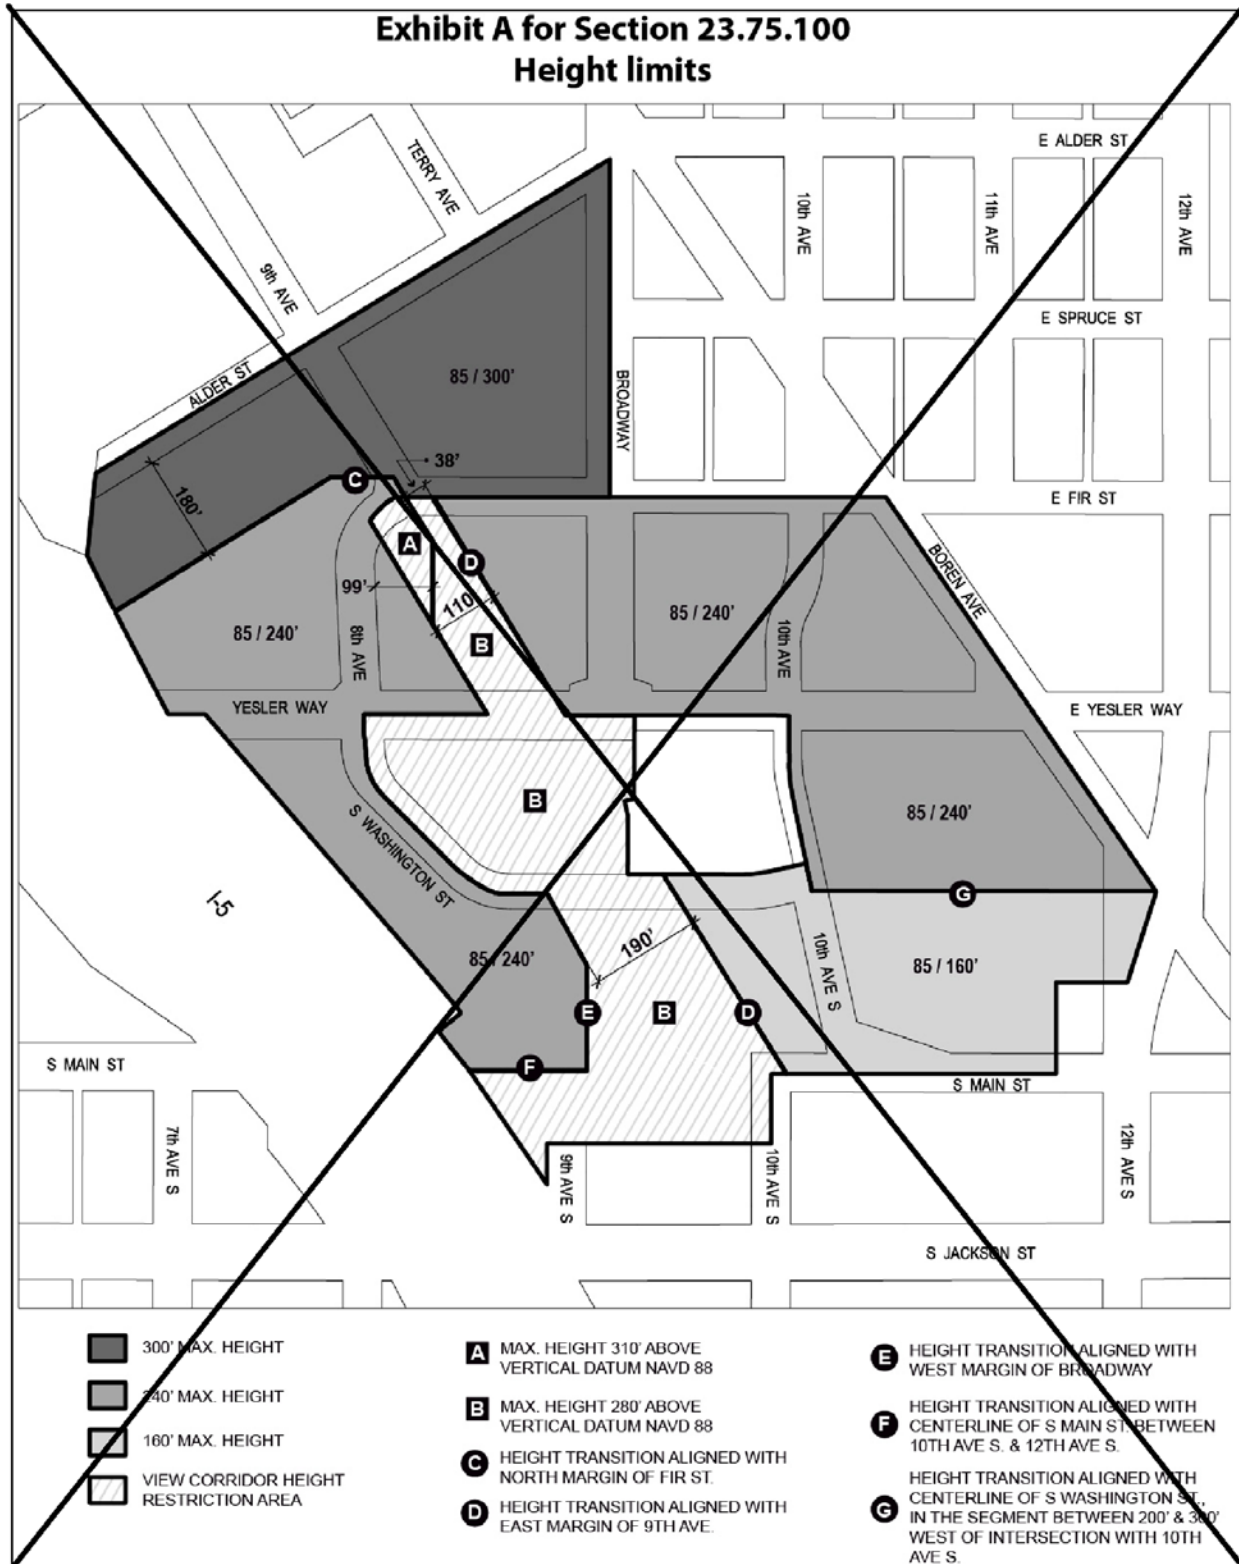 Exhibit A for Section 23.75.100
Height limits
E ALDER ST
TERRY AVE
10th AVE
11th AVE
12th AVE
9th AVE
E SPRUCE ST
ALDER ST
85 / 300'
BROADWAY
38'
C
180'
E FIR ST
A
D
BOREN AVE
99'
110'
85 / 240'
8th AVE
B
85 / 240'
10th AVE
YESLER WAY
E YESLER WAY
B
S WASHINGTON ST
85 / 240'
I-5
G
190'
85 / 240'
10th AVE S
85 / 160'
E
B
D
S MAIN ST
F
S MAIN ST
7th AVE S
9th AVE S
10th AVE S
12th AVE S
S JACKSON ST
300' MAX. HEIGHT
240' MAX. HEIGHT
160' MAX. HEIGHT
VIEW CORRIDOR HEIGHT
RESTRICTION AREA
A MAX. HEIGHT 310' ABOVE
VERTICAL DATUM NAVD 88
B MAX. HEIGHT 280' ABOVE
VERTICAL DATUM NAVD 88
C HEIGHT TRANSITION ALIGNED WITH
NORTH MARGIN OF FIR ST.
D HEIGHT TRANSITION ALIGNED WITH
EAST MARGIN OF 9TH AVE.
E HEIGHT TRANSITION ALIGNED WITH
WEST MARGIN OF BROADWAY
F HEIGHT TRANSITION ALIGNED WITH
CENTERLINE OF S MAIN ST. BETWEEN
10TH AVE S. & 12TH AVE S.
G HEIGHT TRANSITION ALIGNED WITH
CENTERLINE OF S WASHINGTON ST.,
IN THE SEGMENT BETWEEN 200' & 300'
WEST OF INTERSECTION WITH 10TH
AVE S.